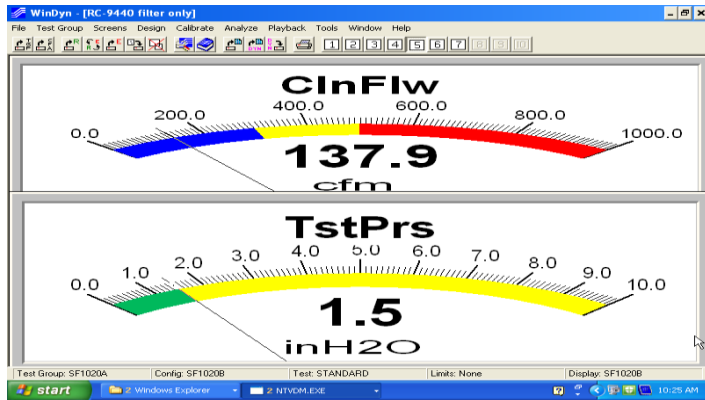 WinDyn - [RC-9440 filter only]
File Test Group Screens Design Calibrate Analyze Playback Tools Window Help
1 2 3 4 5 6 7 8 9 10
ClnFlw
0.0 200.0 400.0 600.0 800.0 1000.0
137.9
cfm
TstPrs
0.0 1.0 2.0 3.0 4.0 5.0 6.0 7.0 8.0 9.0 10.0
1.5
inH2O
Test Group: SF1020A Config: SF1020B Test: STANDARD Limits: None Display: SF1020B
start 2 Windows Explorer 2 NTVDM.EXE 10:25 AM